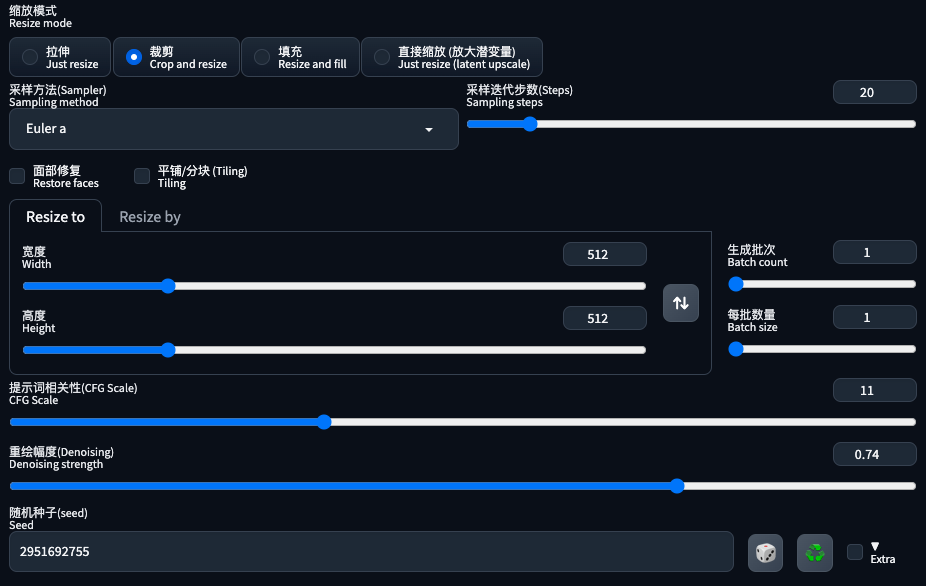 缩放模式
Resize mode
拉伸
Just resize
裁剪
Crop and resize
填充
Resize and fill
直接缩放 (放大潜变量)
Just resize (latent upscale)
采样方法(Sampler)
Sampling method
Euler a
采样迭代步数(Steps)
Sampling steps
20
面部修复
Restore faces
平铺/分块 (Tiling)
Tiling
Resize to
Resize by
宽度
Width
512
高度
Height
512
生成批次
Batch count
1
每批数量
Batch size
1
提示词相关性(CFG Scale)
CFG Scale
11
重绘幅度(Denoising)
Denoising strength
0.74
随机种子(seed)
Seed
2951692755
▼
Extra